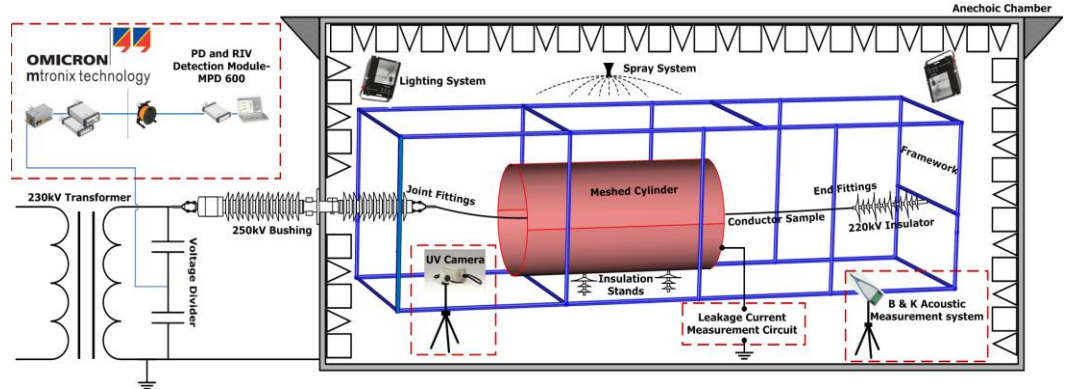 Anechoic Chamber
OMICRON
mtronix technology
PD and RIV
Detection Module-
MPD 600
Lighting System
Spray System
Framework
230kV Transformer
Joint Fittings
Meshed Cylinder
End Fittings
Conductor Sample
250kV Bushing
220kV Insulator
Voltage Divider
UV Camera
Insulation
Stands
Leakage Current
Measurement Circuit
B & K Acoustic
Measurement system